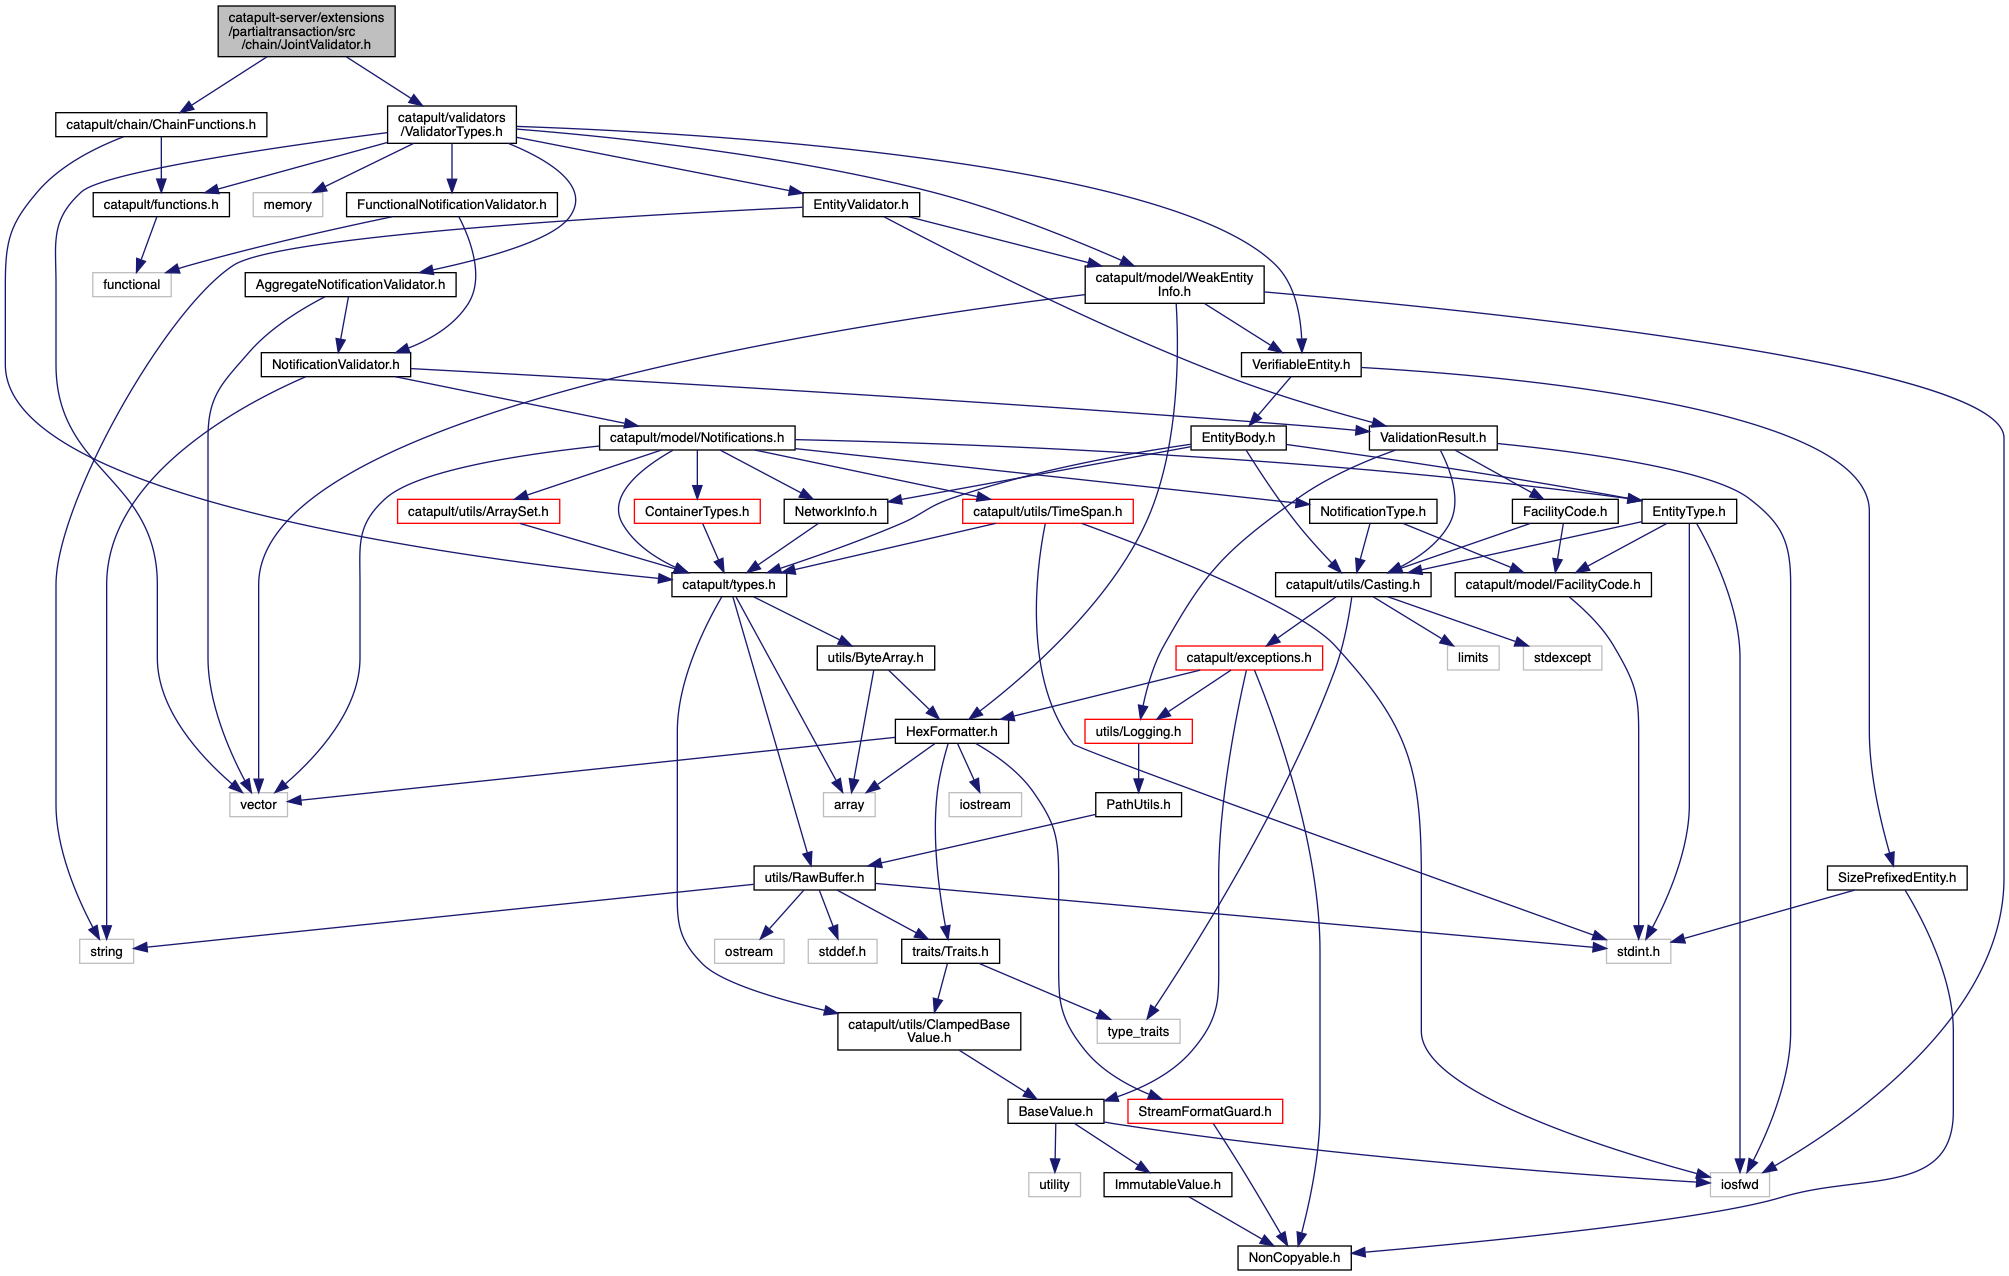 catapult-server/extensions
/partialtransaction/src
/chain/JointValidator.h
catapult/chain/ChainFunctions.h
catapult/validators
/ValidatorTypes.h
catapult/functions.h
memory
FunctionalNotificationValidator.h
EntityValidator.h
functional
AggregateNotificationValidator.h
catapult/model/WeakEntity
Info.h
NotificationValidator.h
VerifiableEntity.h
catapult/model/Notifications.h
EntityBody.h
ValidationResult.h
catapult/utils/ArraySet.h
ContainerTypes.h
NetworkInfo.h
catapult/utils/TimeSpan.h
NotificationType.h
FacilityCode.h
EntityType.h
catapult/types.h
catapult/utils/Casting.h
catapult/model/FacilityCode.h
utils/ByteArray.h
catapult/exceptions.h
limits
stdexcept
HexFormatter.h
utils/Logging.h
vector
array
iostream
PathUtils.h
utils/RawBuffer.h
SizePrefixedEntity.h
string
ostream
stddef.h
traits/Traits.h
stdint.h
catapult/utils/ClampedBase
Value.h
type_traits
BaseValue.h
StreamFormatGuard.h
utility
ImmutableValue.h
iosfwd
NonCopyable.h